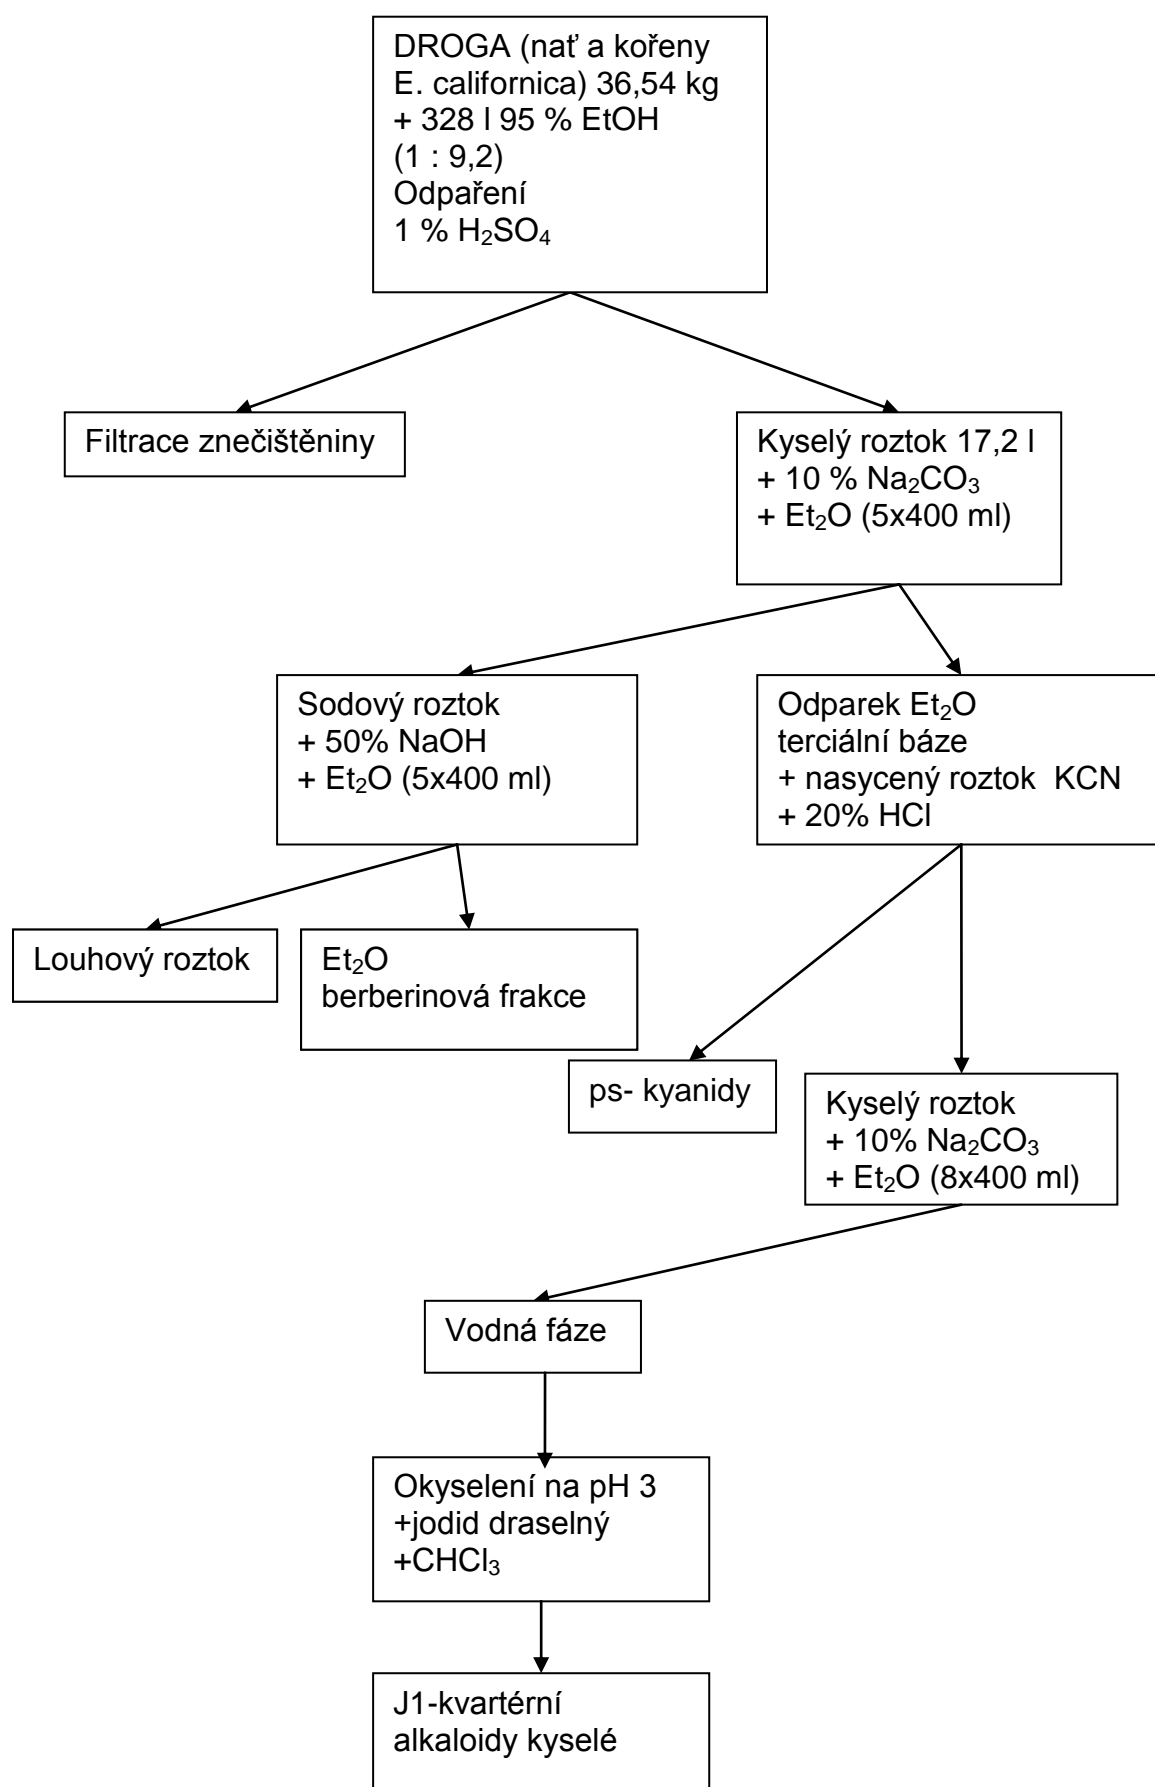 DROGA (nať a kořeny
E. californica) 36,54 kg
+ 328 l 95 % EtOH
(1 : 9,2)
Odpaření
1 % H₂SO₄
Filtrace znečištěniny
Kyselý roztok 17,2 l
+ 10 % Na₂CO₃
+ Et₂O (5x400 ml)
Sodový roztok
+ 50% NaOH
+ Et₂O (5x400 ml)
Odparek Et₂O
terciální báze
+ nasycený roztok KCN
+ 20% HCl
Louhový roztok
Et₂O
berberinová frakce
ps- kyanidy
Kyselý roztok
+ 10% Na₂CO₃
+ Et₂O (8x400 ml)
Vodná fáze
Okyselení na pH 3
+jodid draselný
+CHCl₃
J1-kvartérní
alkaloidy kyselé